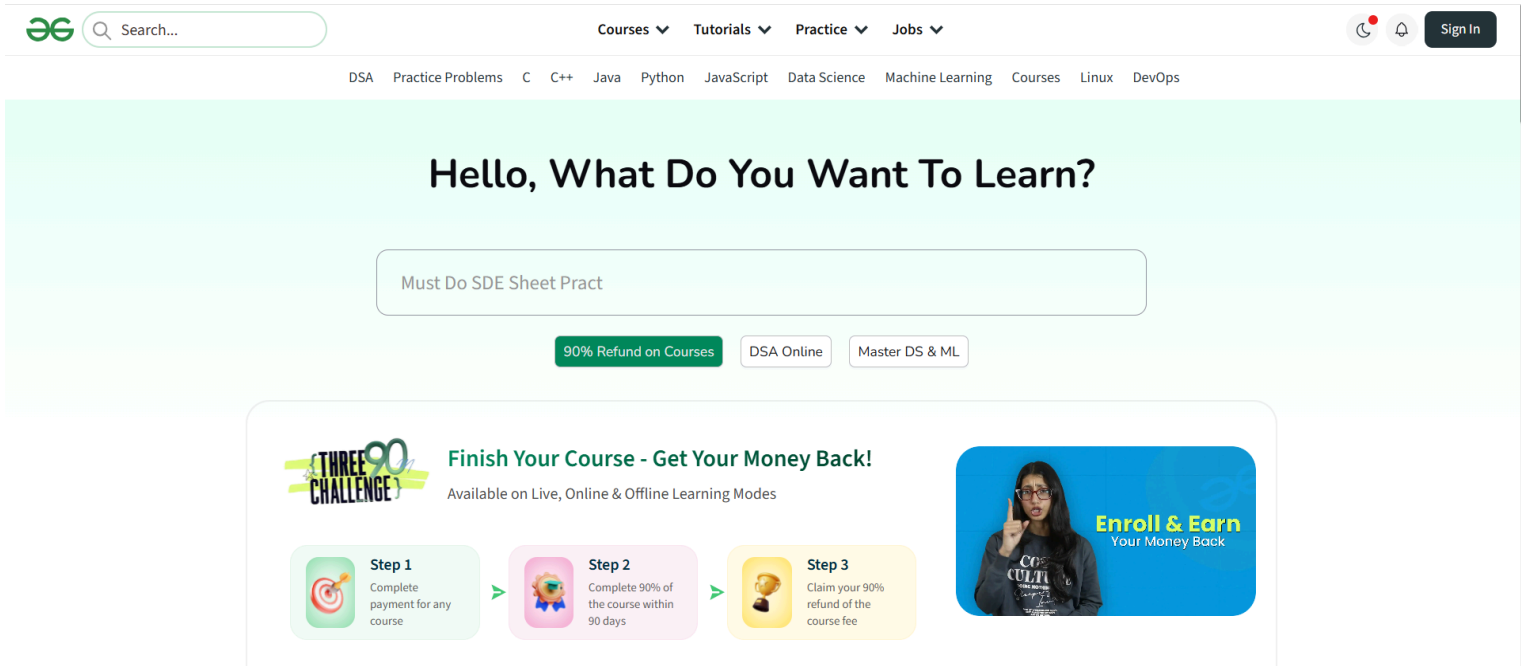 Search...
Courses
Tutorials
Practice
Jobs
Sign In
DSA
Practice Problems
C
C++
Java
Python
JavaScript
Data Science
Machine Learning
Courses
Linux
DevOps
Hello, What Do You Want To Learn?
Must Do SDE Sheet Pract
90% Refund on Courses
DSA Online
Master DS & ML
{THREE 90
CHALLENGE}
Finish Your Course - Get Your Money Back!
Available on Live, Online & Offline Learning Modes
Step 1
Complete
payment for any
course
Step 2
Complete 90% of
the course within
90 days
Step 3
Claim your 90%
refund of the
course fee
Enroll & Earn
Your Money Back